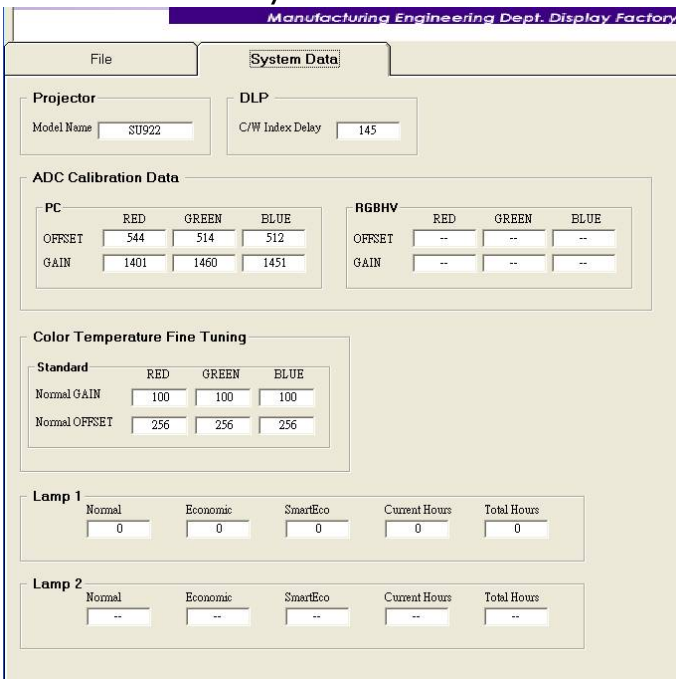 Manufacturing Engineering Dept. Display Factory
File System Data
Projector DLP
Model Name SU922 C/W Index Delay 145
ADC Calibration Data
PC RGBHV
RED GREEN BLUE RED GREEN BLUE
OFFSET 544 514 512 OFFSET -- -- --
GAIN 1401 1460 1451 GAIN -- -- --
Color Temperature Fine Tuning
Standard
RED GREEN BLUE
Normal GAIN 100 100 100
Normal OFFSET 256 256 256
Lamp 1
Normal Economic SmartEco Current Hours Total Hours
0 0 0 0 0
Lamp 2
Normal Economic SmartEco Current Hours Total Hours
-- -- -- -- --